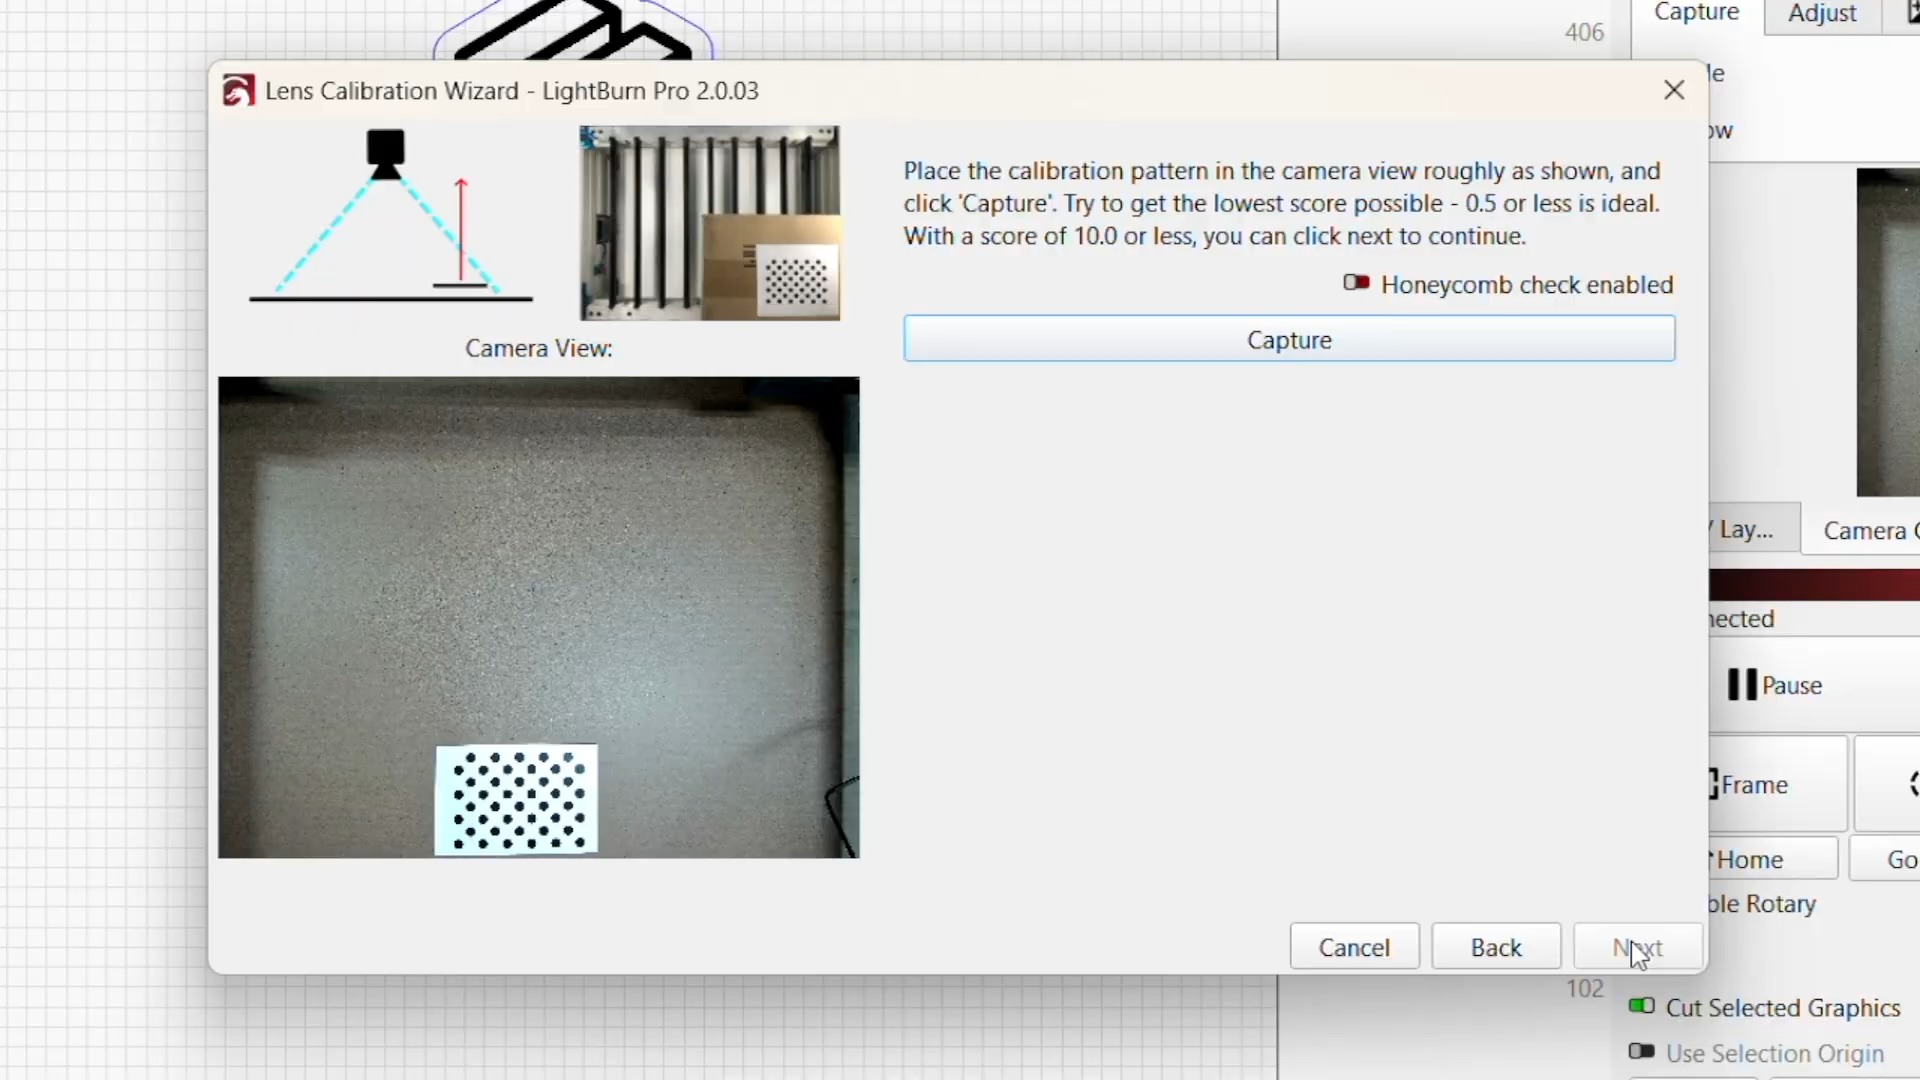 Capture
Adjust
406
Lens Calibration Wizard - LightBurn Pro 2.0.03
Place the calibration pattern in the camera view roughly as shown, and
click 'Capture'. Try to get the lowest score possible - 0.5 or less is ideal.
With a score of 10.0 or less, you can click next to continue.
Honeycomb check enabled
Capture
Camera View:
Lay...
Camera
Pause
Frame
Home
Go
Rotary
Cancel
Back
Next
102
Cut Selected Graphics
Use Selection Origin